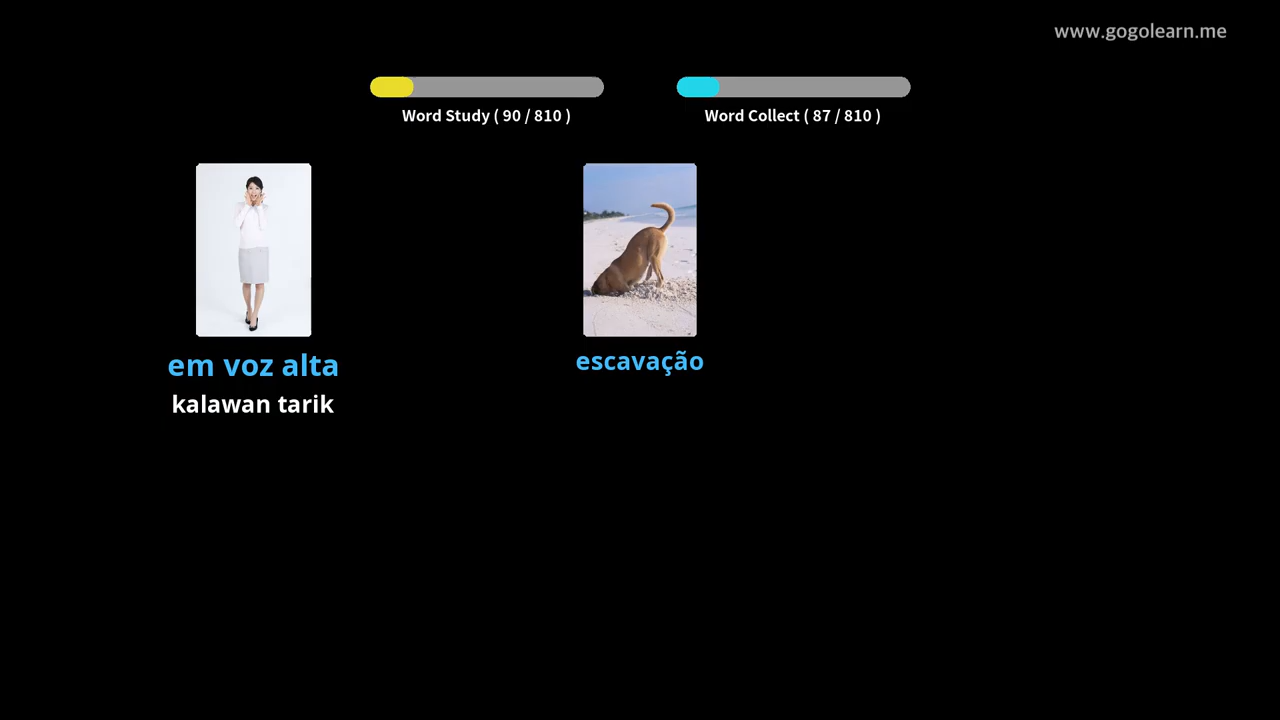 www.gogolearn.me
Word Study ( 90 / 810 )
Word Collect ( 87 / 810 )
em voz alta
kalawan tarik
escavação